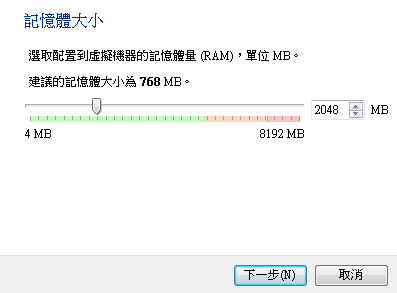 記憶體大小
選取配置到虛擬機器的記憶體量 (RAM)，單位 MB。
建議的記憶體大小為 768 MB。
2048 MB
4 MB 8192 MB
下一步(N) 取消